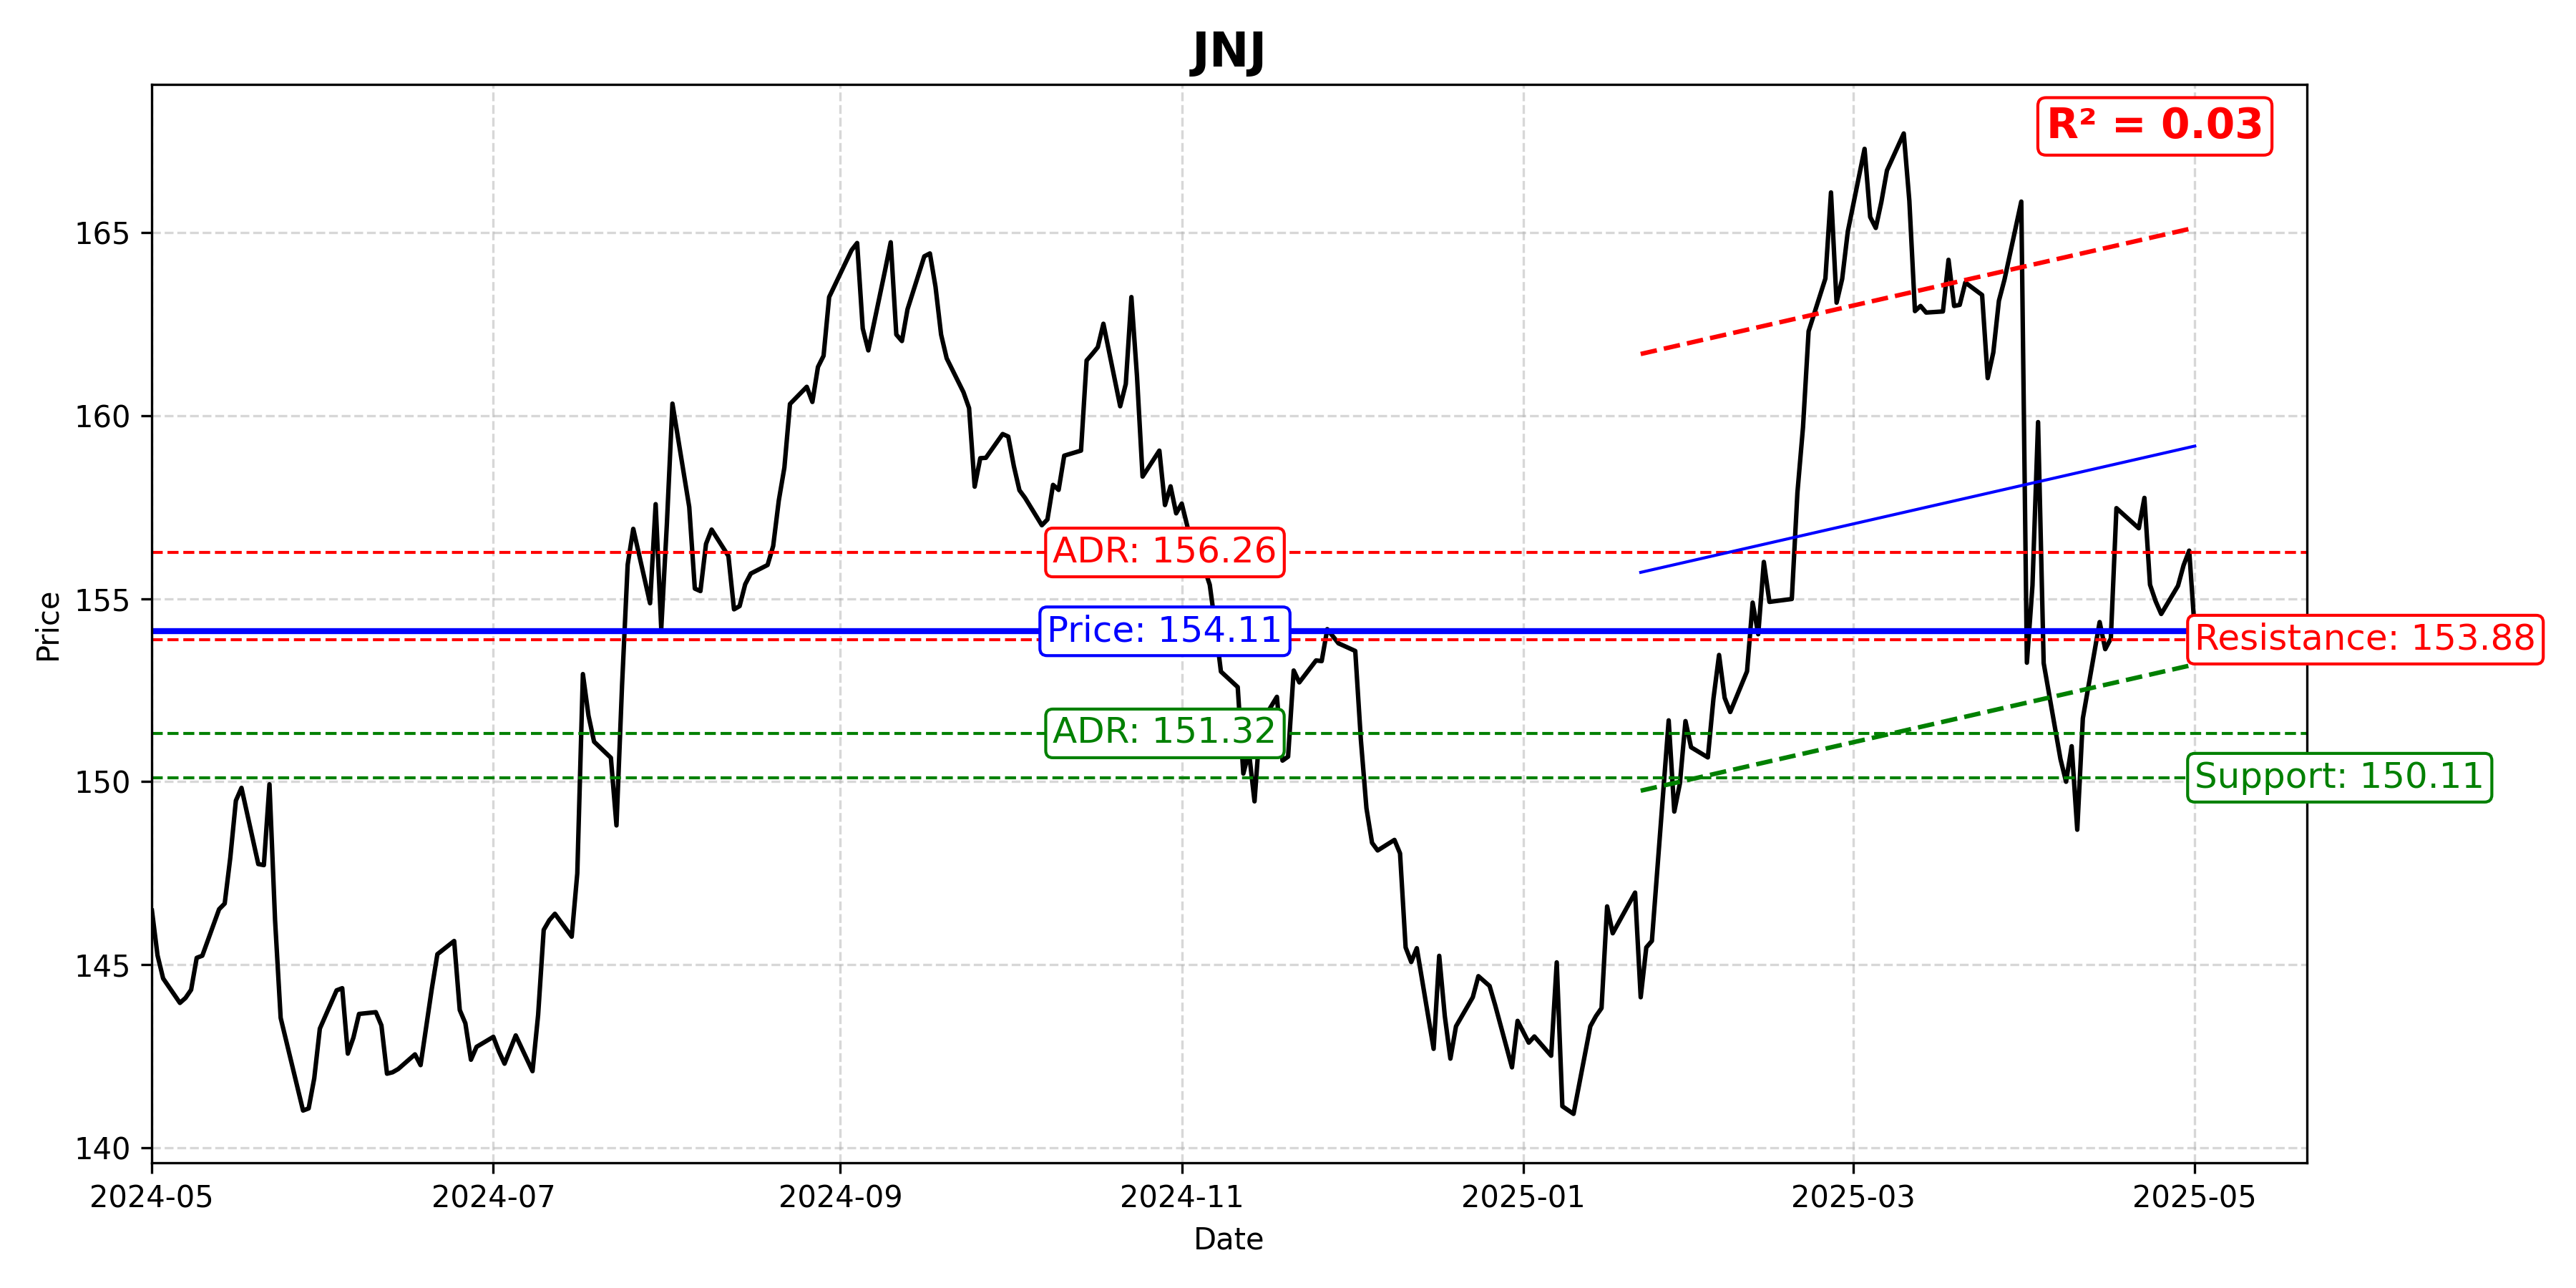 JNJ
R² = 0.03
165
160
ADR: 156.26
155
Price: 154.11
Resistance: 153.88
Price
ADR: 151.32
150
Support: 150.11
145
140
2024-05
2024-07
2024-09
2024-11
2025-01
2025-03
2025-05
Date